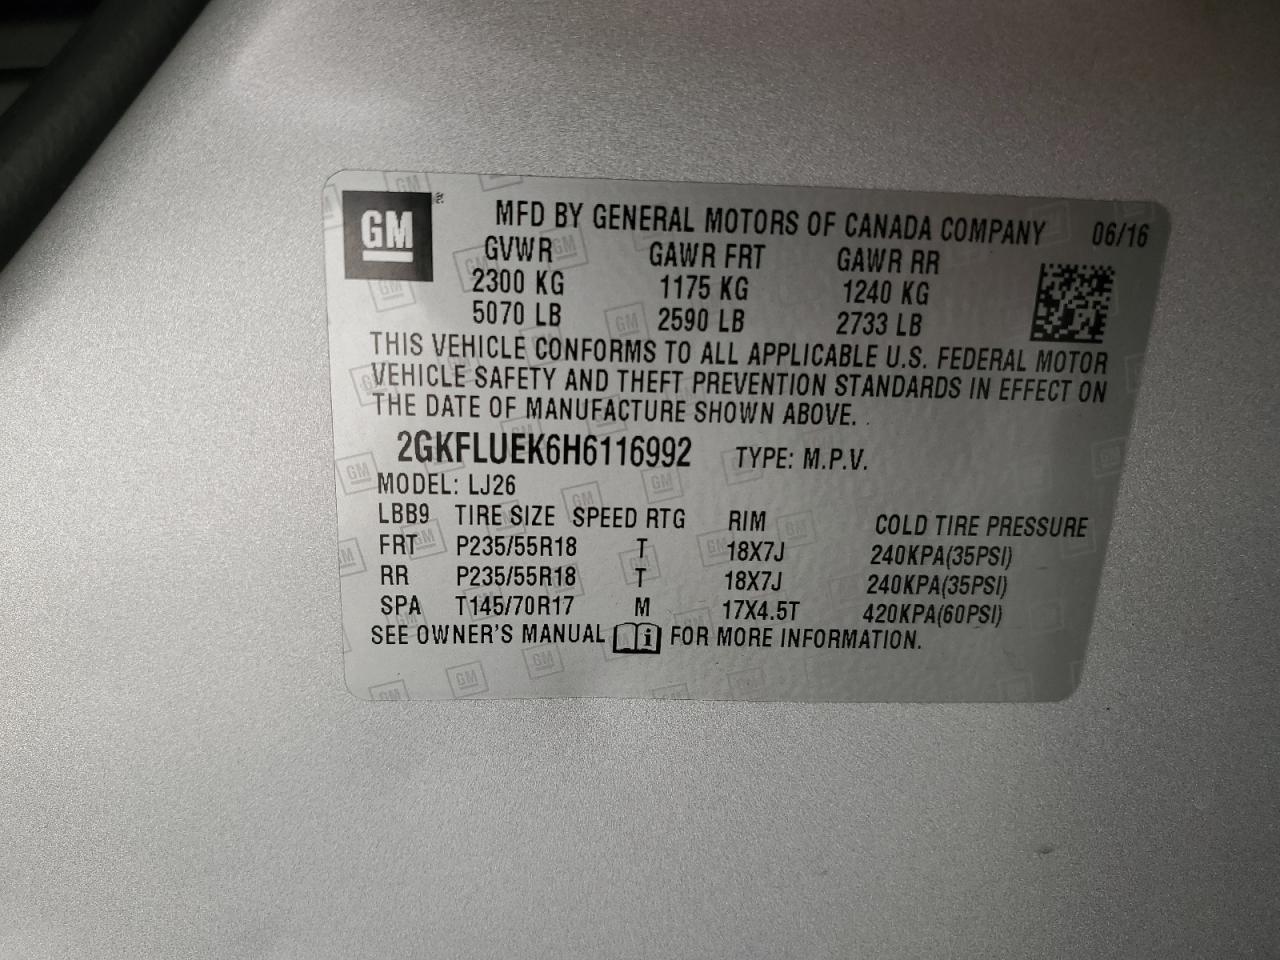 GM
MFD BY GENERAL MOTORS OF CANADA COMPANY 06/16
GVWR GAWR FRT GAWR RR
2300 KG 1175 KG 1240 KG
5070 LB 2590 LB 2733 LB
THIS VEHICLE CONFORMS TO ALL APPLICABLE U.S. FEDERAL MOTOR
VEHICLE SAFETY AND THEFT PREVENTION STANDARDS IN EFFECT ON
THE DATE OF MANUFACTURE SHOWN ABOVE.
2GKFLUEK6H6116992 TYPE: M.P.V.
MODEL: LJ26
LBB9 TIRE SIZE SPEED RTG RIM COLD TIRE PRESSURE
FRT P235/55R18 T 18X7J 240KPA(35PSI)
RR P235/55R18 T 18X7J 240KPA(35PSI)
SPA T145/70R17 M 17X4.5T 420KPA(60PSI)
SEE OWNER'S MANUAL i FOR MORE INFORMATION.